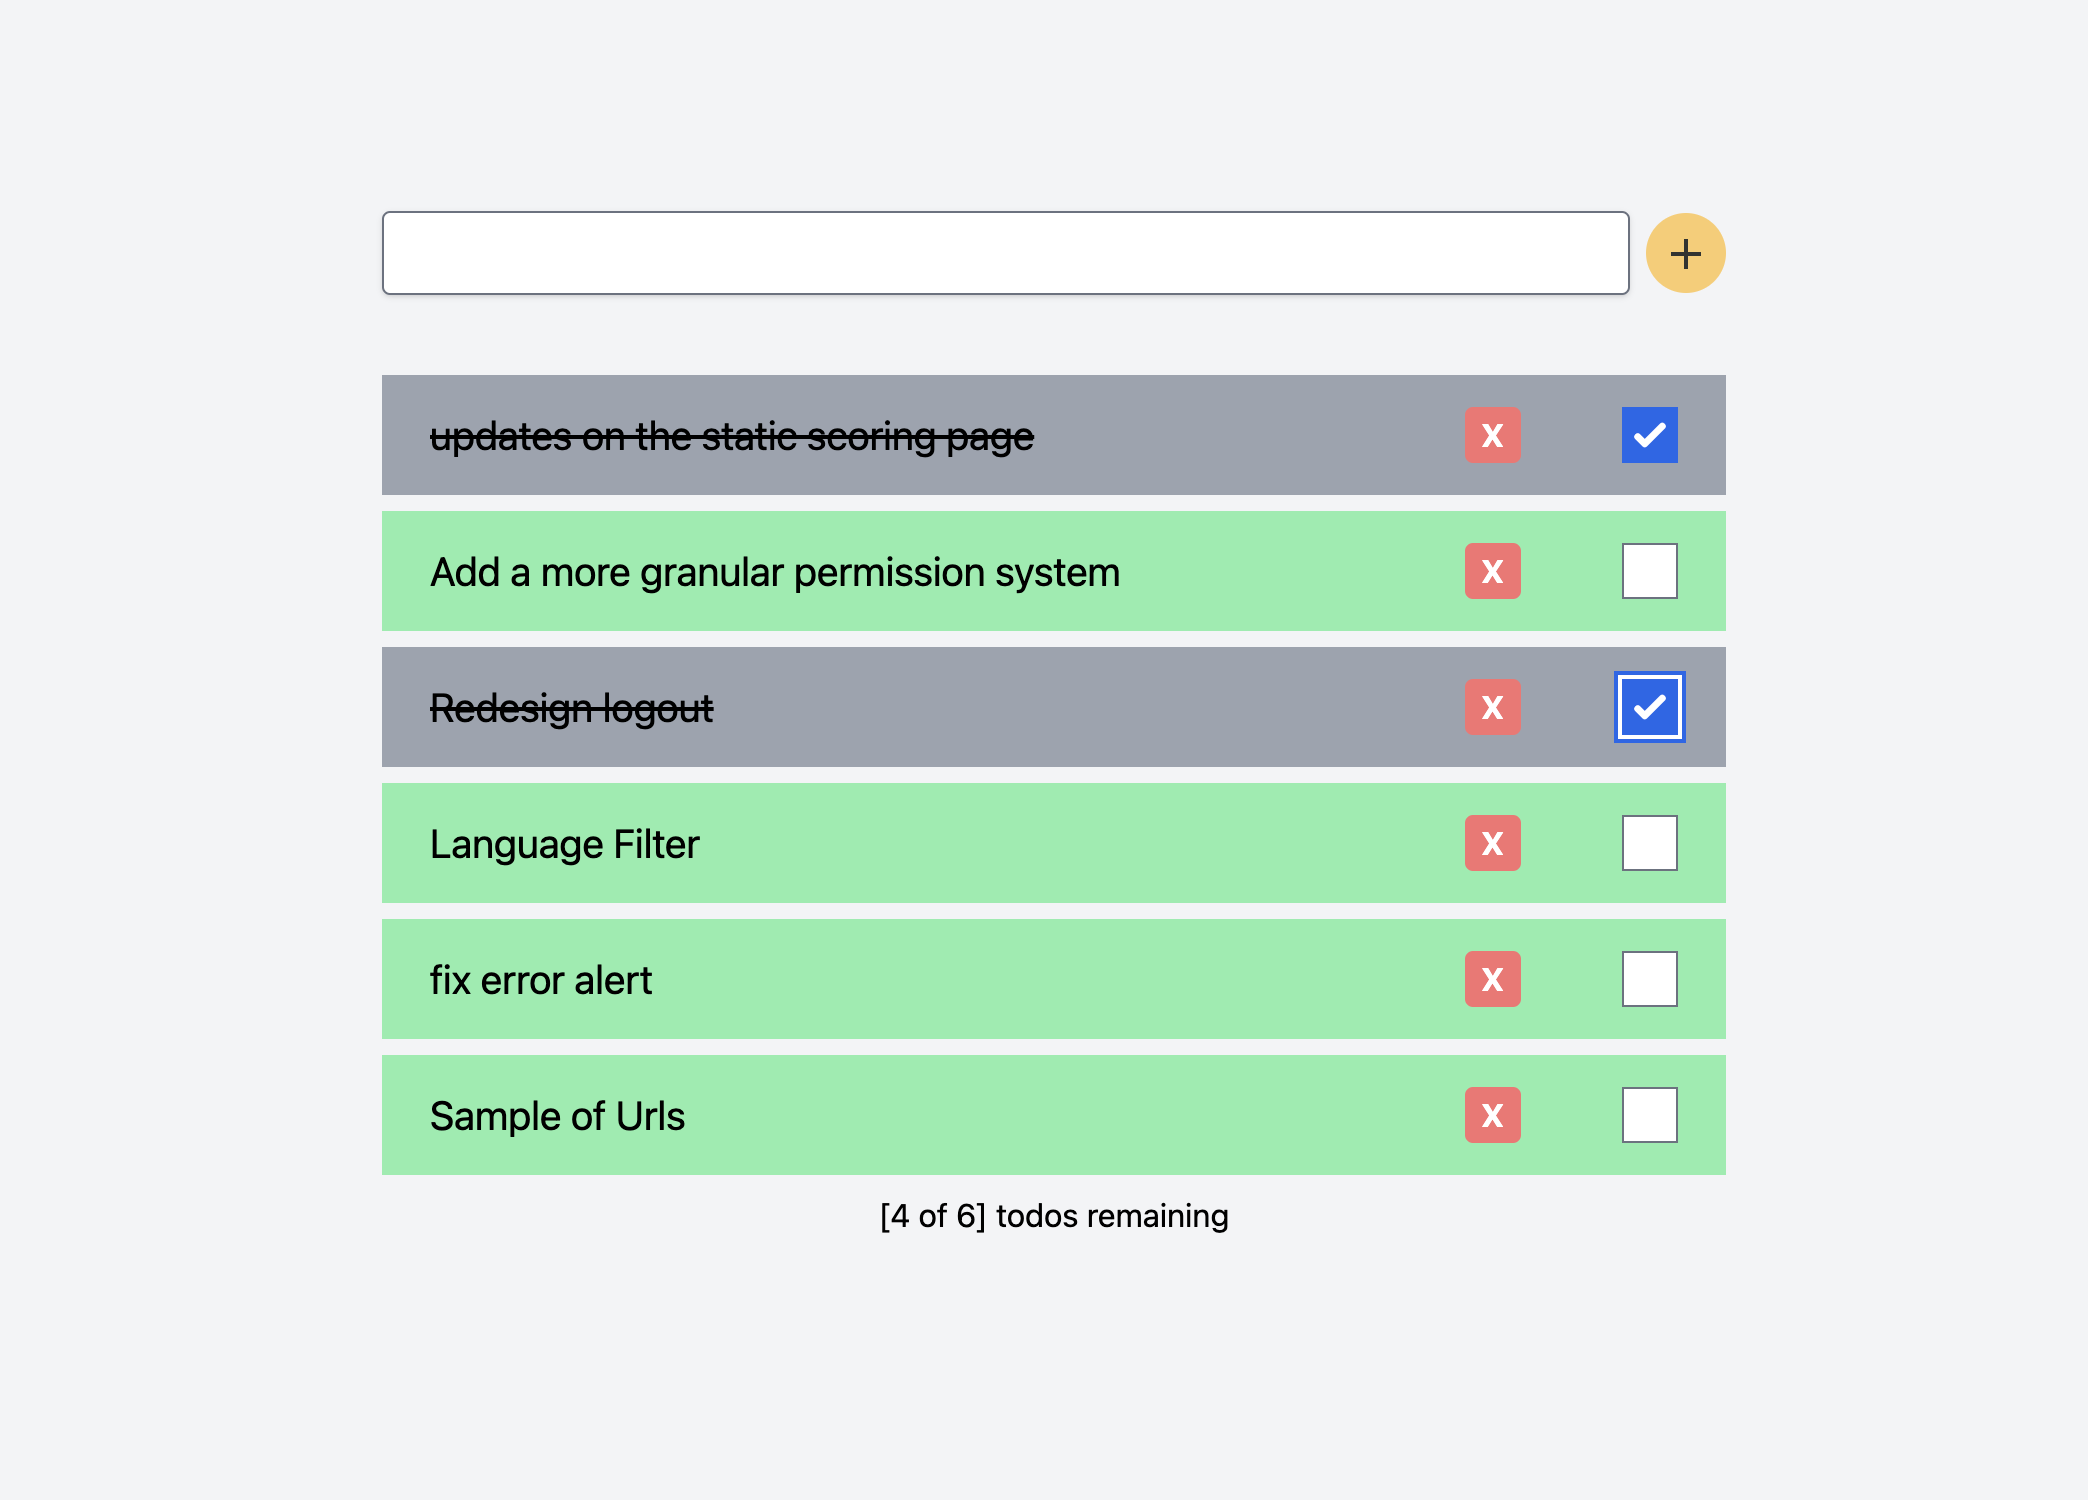 +
updates on the static scoring page X
Add a more granular permission system X
Redesign logout X
Language Filter X
fix error alert X
Sample of Urls X
[4 of 6] todos remaining